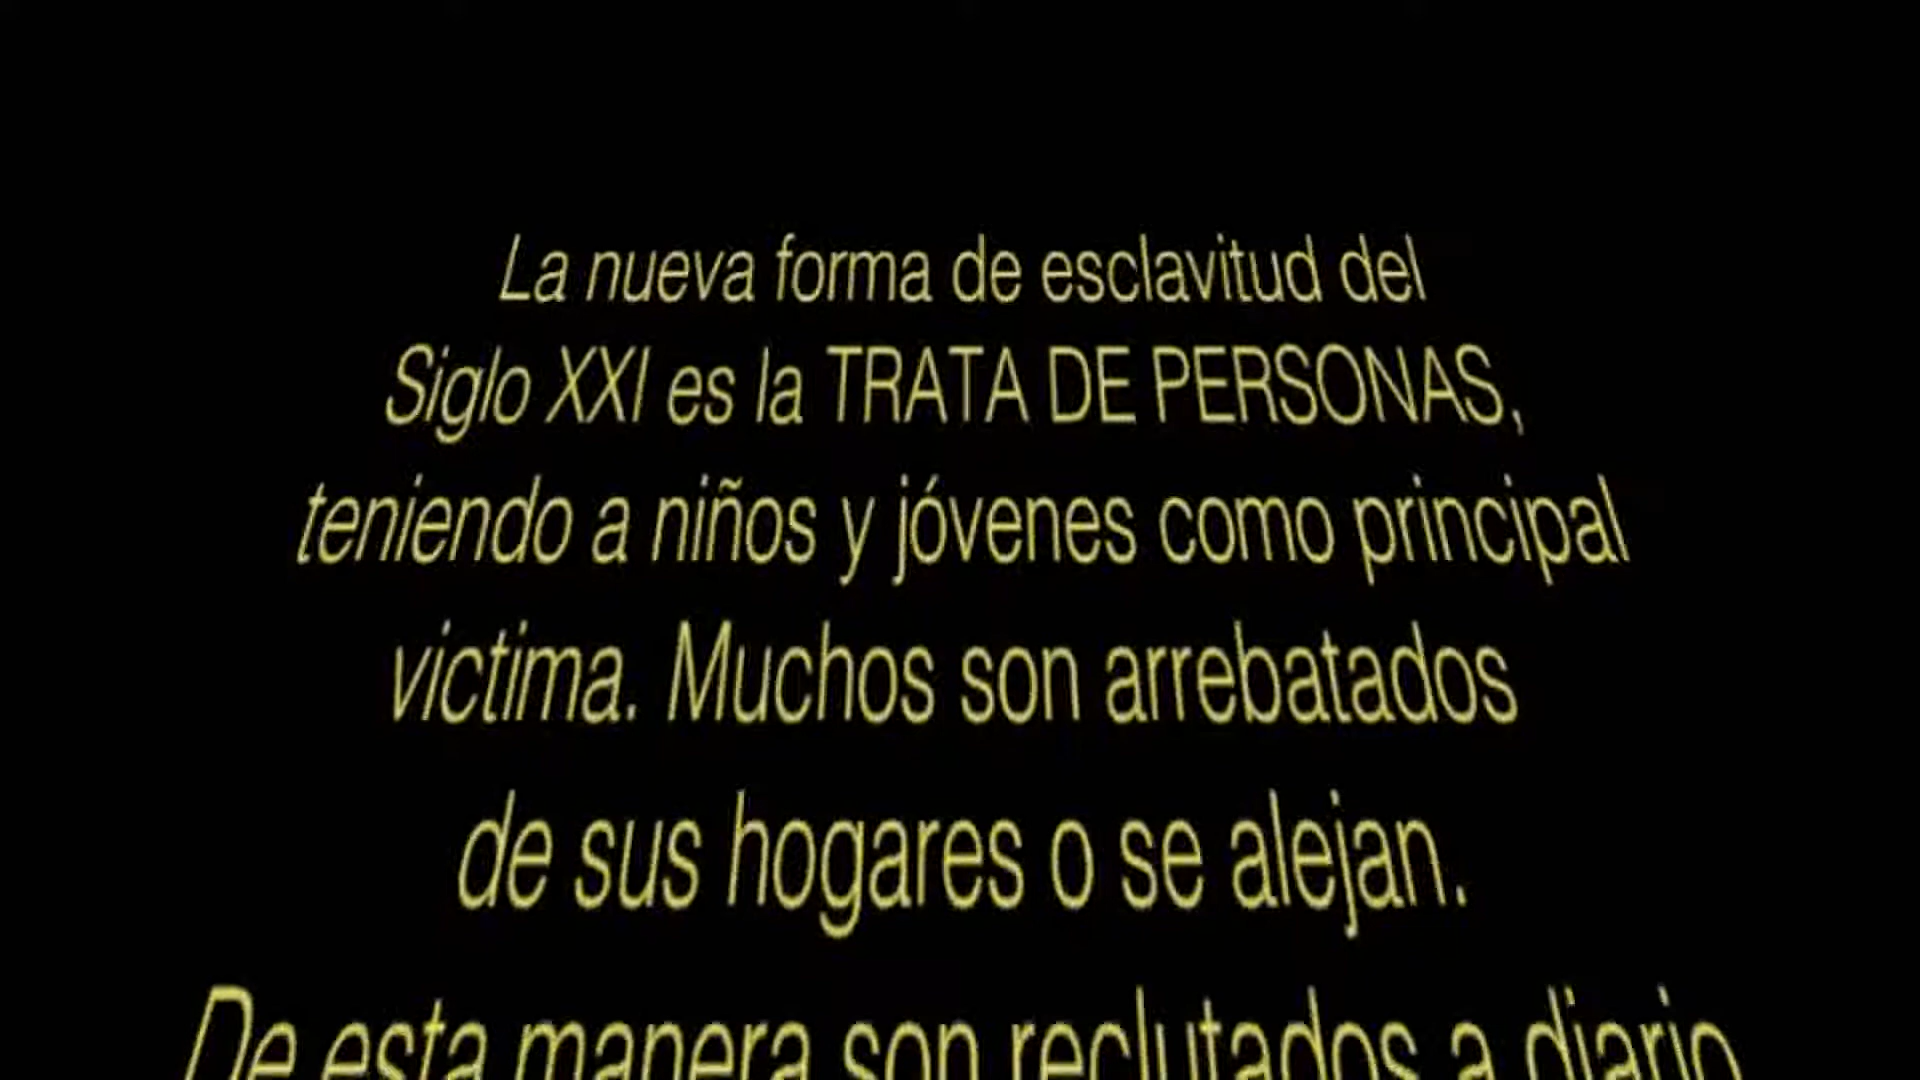 La nueva forma de esclavitud del
Siglo XXI es la TRATA DE PERSONAS,
teniendo a niños y jóvenes como principal
victima. Muchos son arrebatados
de sus hogares o se alejan.
De esta manera son reclutados a diario